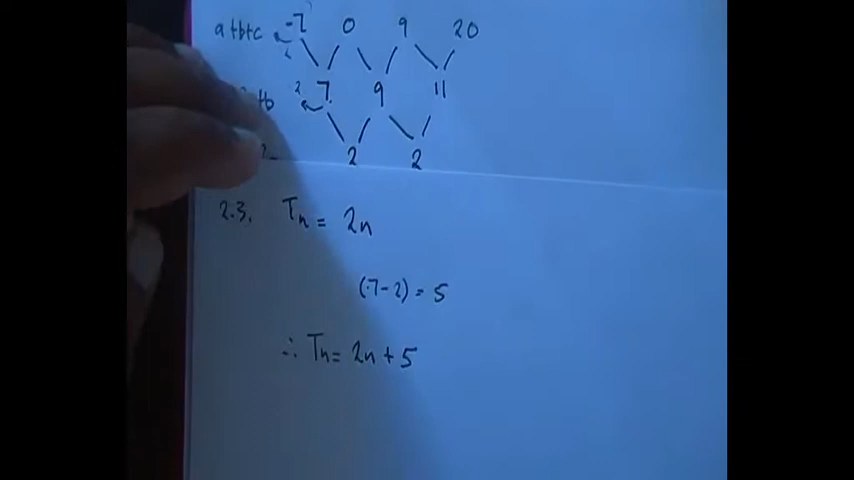 a+b+c -7 0 9 20
+b 7 9 11
2 2
2.3. Tn = 2n
(7-2) = 5
∴ Tn = 2n + 5